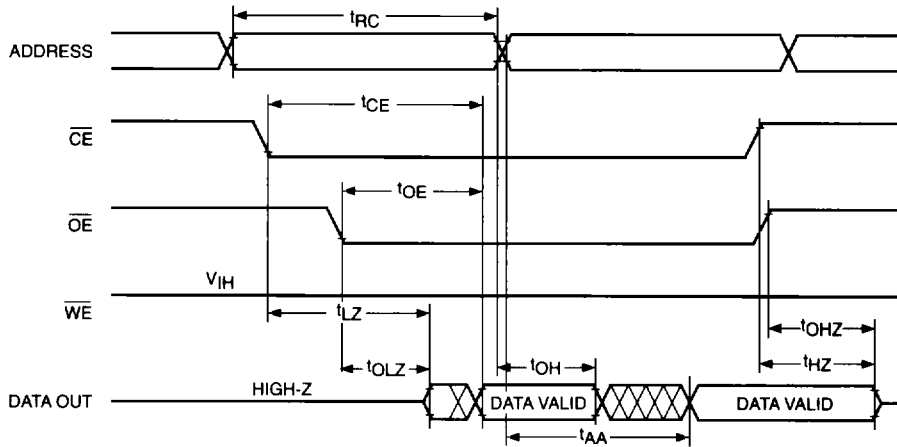 tRC
ADDRESS
tCE
CE
tOE
OE
VIH
WE
tLZ
tOHZ
tOLZ
tOH
tHZ
HIGH-Z
DATA OUT
DATA VALID
DATA VALID
tAA